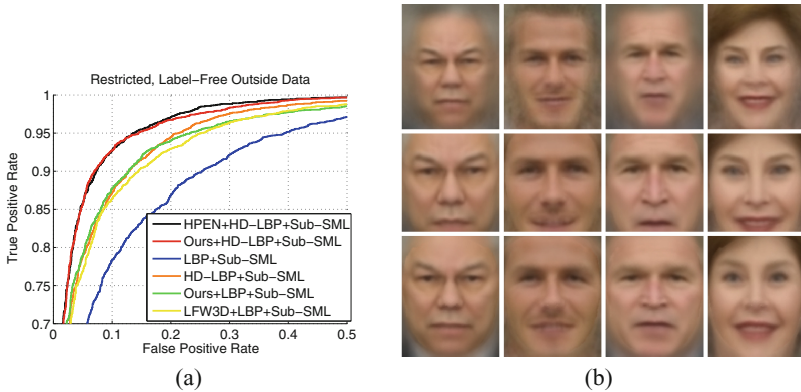 Restricted, Label-Free Outside Data
1
0.95
0.9
0.85
0.8
0.75
0.7
True Positive Rate
HPEN+HD-LBP+Sub-SML
Ours+HD-LBP+Sub-SML
LBP+Sub-SML
HD-LBP+Sub-SML
Ours+LBP+Sub-SML
LFW3D+LBP+Sub-SML
0 0.1 0.2 0.3 0.4 0.5
False Positive Rate
(a) (b)